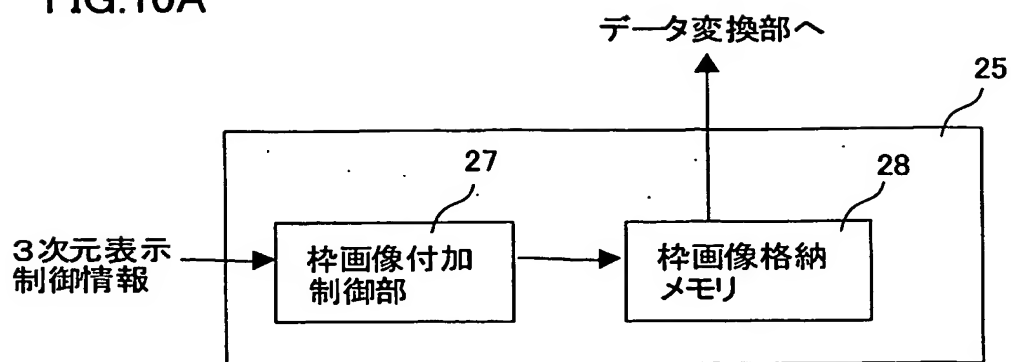 FIG.10A
データ変換部へ
25
27
28
3次元表示
制御情報
枠画像付加
制御部
枠画像格納
メモリ